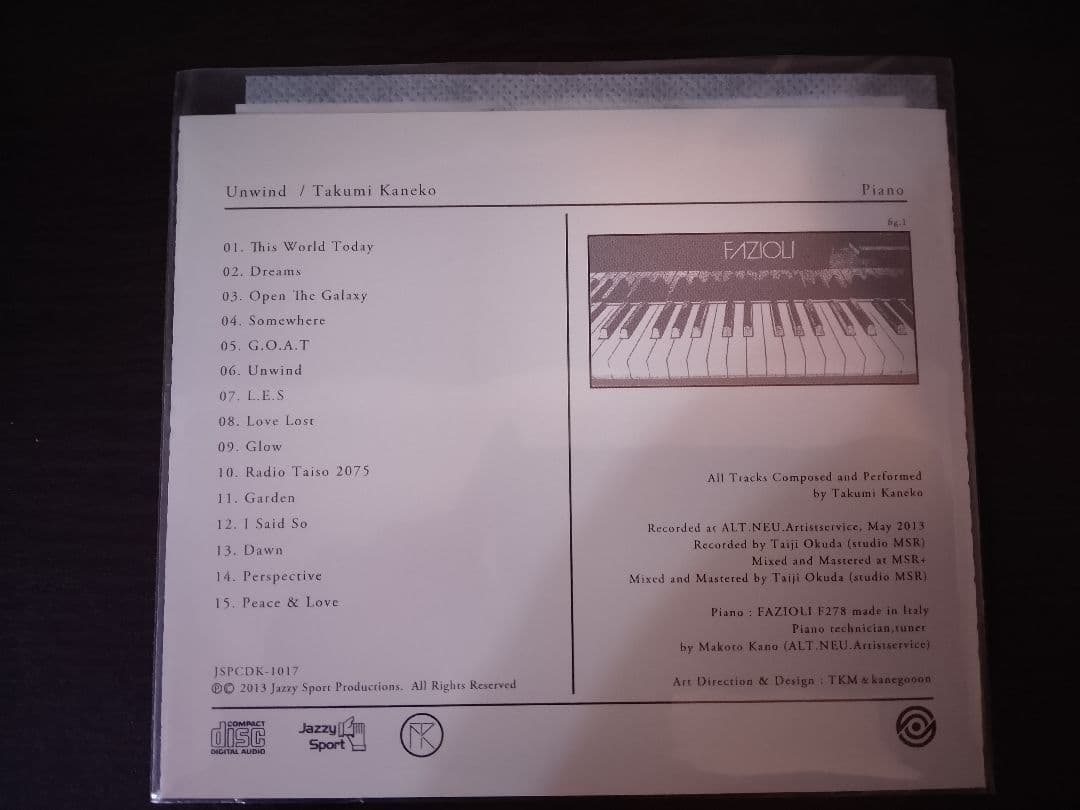 Unwind / Takumi Kaneko
Piano
01. This World Today
02. Dreams
03. Open The Galaxy
04. Somewhere
05. G.O.A.T
06. Unwind
07. L.E.S
08. Love Lost
09. Glow
10. Radio Taiso 2075
11. Garden
12. I Said So
13. Dawn
14. Perspective
15. Peace & Love
JSPCDK-1017
℗© 2013 Jazzy Sport Productions. All Rights Reserved
fig.1
FAZIOLI
All Tracks Composed and Performed
by Takumi Kaneko
Recorded at ALT.NEU.Artistservice, May 2013
Recorded by Taiji Okuda (studio MSR)
Mixed and Mastered at MSR+
Mixed and Mastered by Taiji Okuda (studio MSR)
Piano : FAZIOLI F278 made in Italy
Piano technician,tuner
by Makoto Kano (ALT.NEU.Artistservice)
Art Direction & Design : TKM & kanegooon
COMPACT
disc
DIGITAL AUDIO
Jazzy
Sport
TK